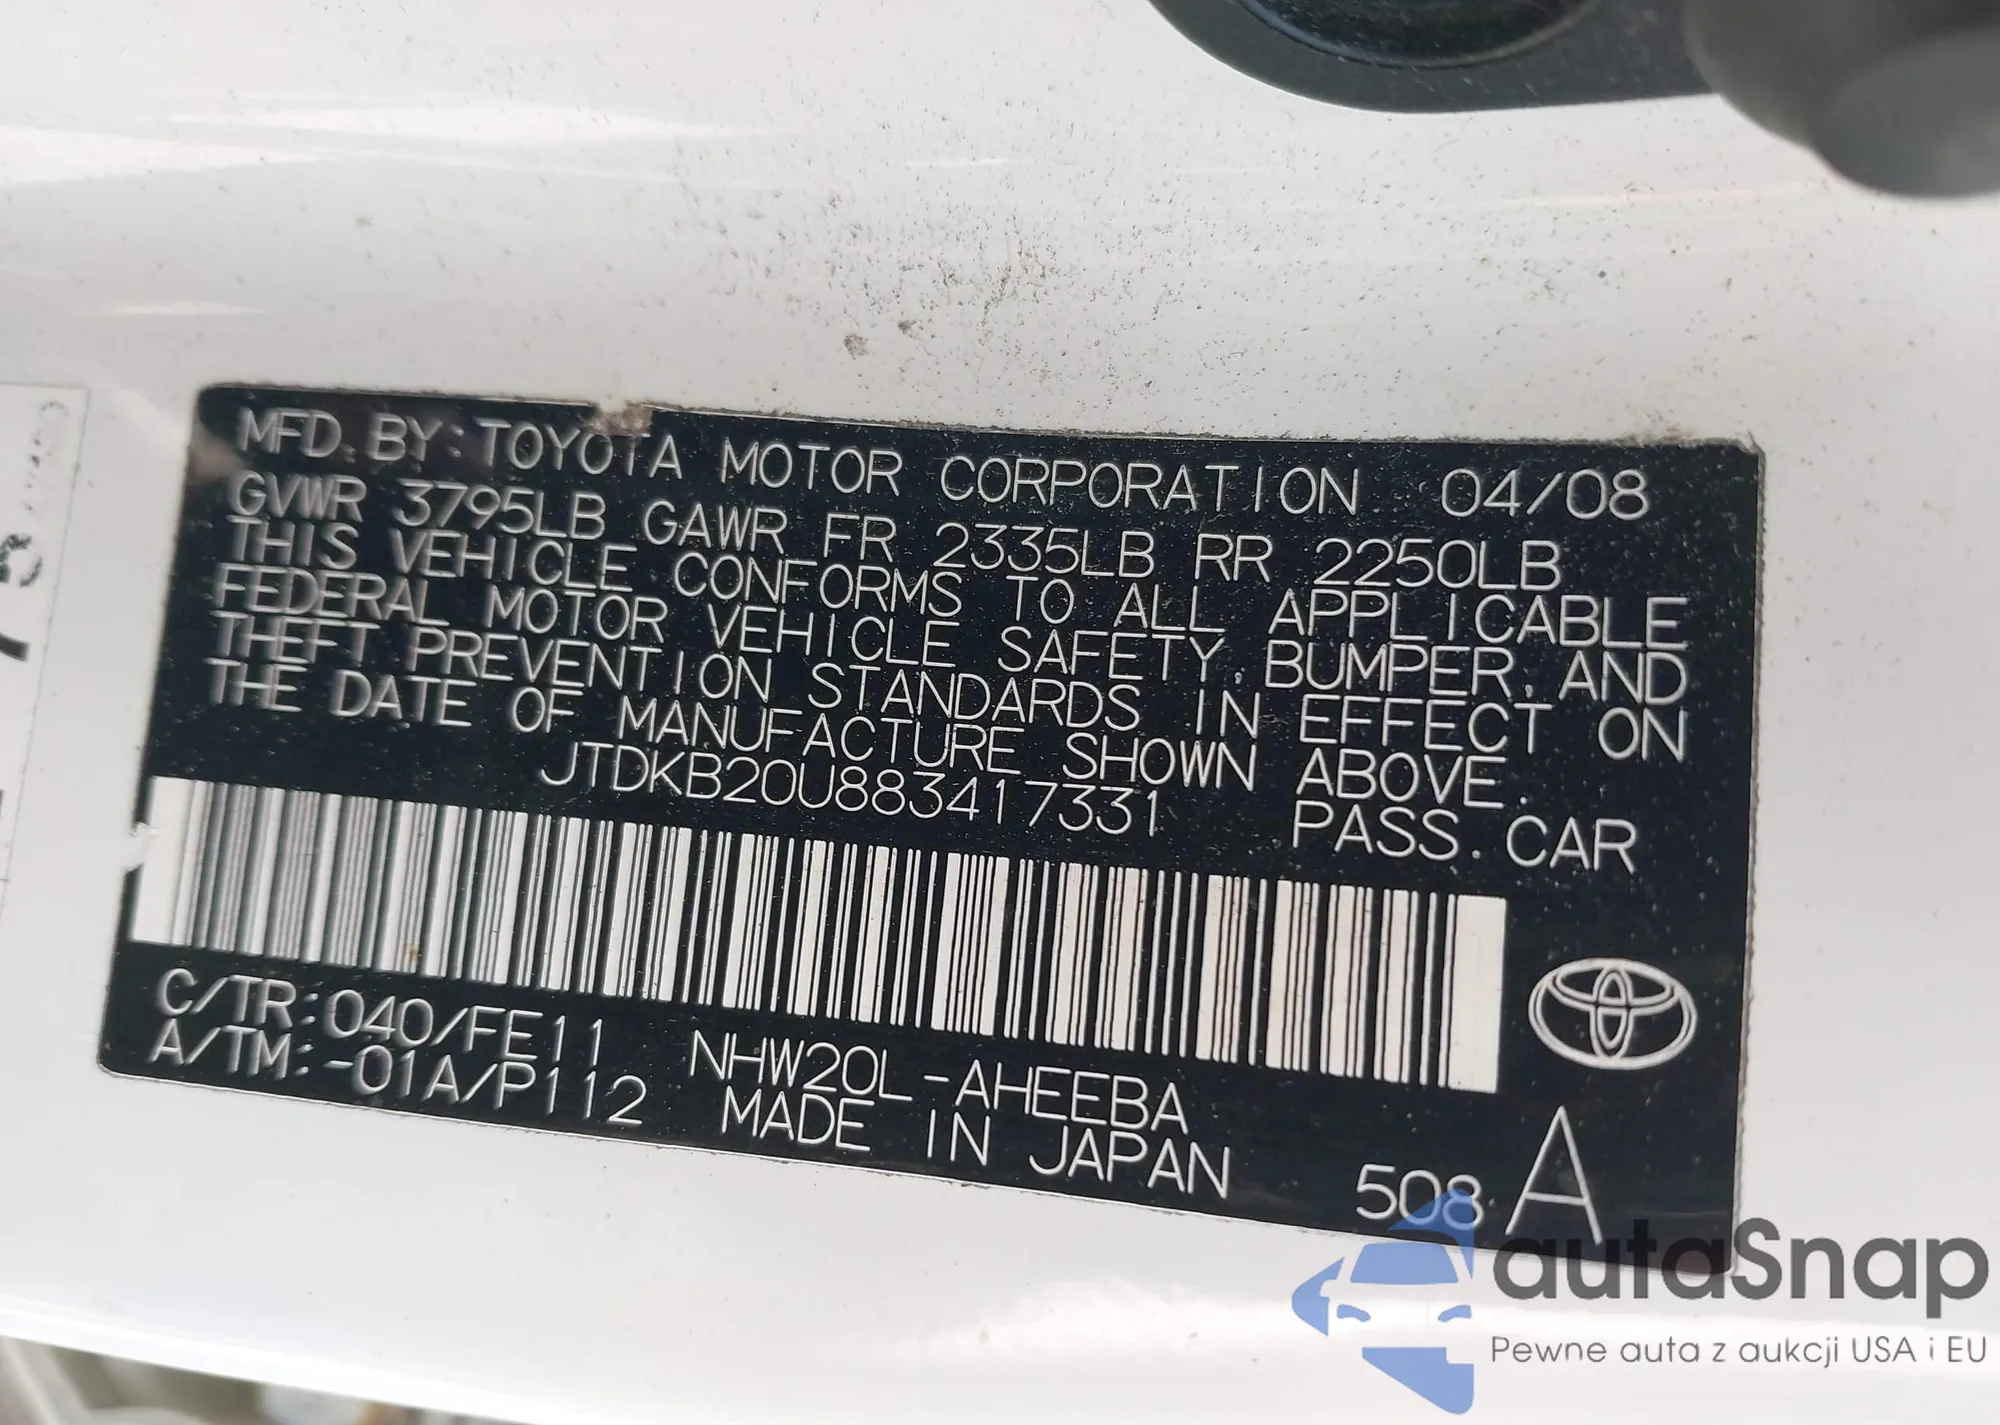 MFD. BY: TOYOTA MOTOR CORPORATION 04/08
GVWR 3795LB GAWR FR 2335LB RR 2250LB
THIS VEHICLE CONFORMS TO ALL APPLICABLE
FEDERAL MOTOR VEHICLE SAFETY, BUMPER, AND
THEFT PREVENTION STANDARDS IN EFFECT ON
THE DATE OF MANUFACTURE SHOWN ABOVE.
JTDKB20U883417331 PASS. CAR
C/TR:040/FE11 NHW20L-AHEEBA
A/TM:-01A/P112 MADE IN JAPAN
508 A
autoSnap
Pewne auta z aukcji USA i EU